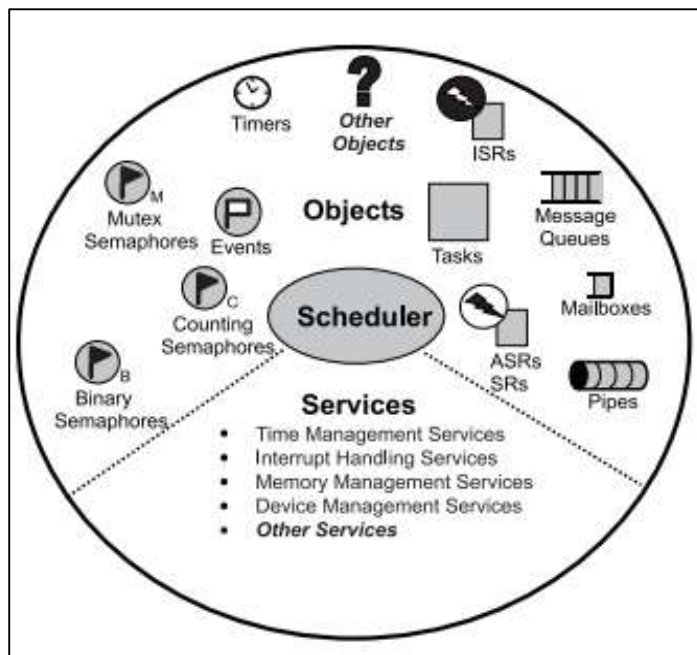 Timers
Other
Objects
ISRs
M
Mutex
Semaphores
Events
Objects
Tasks
Message
Queues
C
Counting
Semaphores
Scheduler
ASRs
SRs
Mailboxes
B
Binary
Semaphores
Pipes
Services
• Time Management Services
• Interrupt Handling Services
• Memory Management Services
• Device Management Services
• Other Services